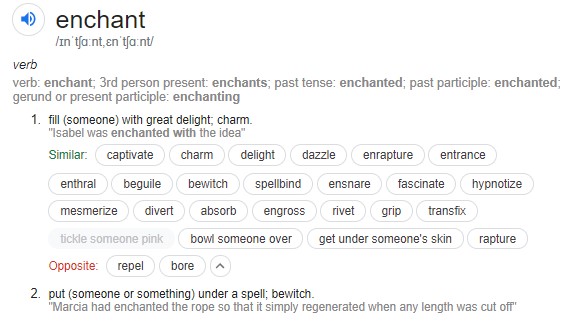 enchant
/ɪnˈtʃɑːnt,ɛnˈtʃɑːnt/
verb
verb: enchant; 3rd person present: enchants; past tense: enchanted; past participle: enchanted;
gerund or present participle: enchanting
1. fill (someone) with great delight; charm.
"Isabel was enchanted with the idea"
Similar: captivate charm delight dazzle enrapture entrance
enthral beguile bewitch spellbind ensnare fascinate hypnotize
mesmerize divert absorb engross rivet grip transfix
tickle someone pink bowl someone over get under someone's skin rapture
Opposite: repel bore
2. put (someone or something) under a spell; bewitch.
"Marcia had enchanted the rope so that it simply regenerated when any length was cut off"